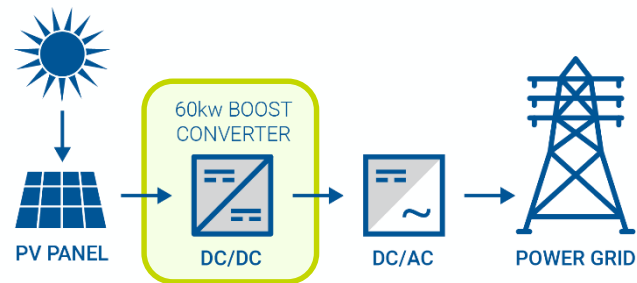 60kw BOOST
CONVERTER
PV PANEL
DC/DC
DC/AC
POWER GRID